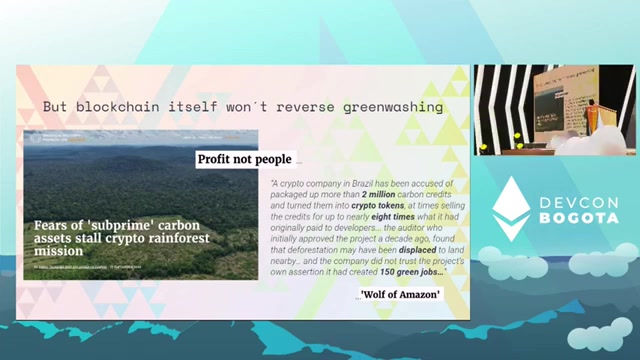 But blockchain itself won´t reverse greenwashing
Profit not people ...
Fears of 'subprime' carbon
assets stall crypto rainforest
mission
"A crypto company in Brazil has been accused of
packaged up more than 2 million carbon credits
and turned them into crypto tokens, at times selling
the credits for up to nearly eight times what it had
originally paid to developers... the auditor who
initially approved the project a decade ago, found
that deforestation may have been displaced to land
nearby... and the company did not trust the project's
own assertion it had created 150 green jobs..."
...'Wolf of Amazon'
DEVCON
BOGOTA